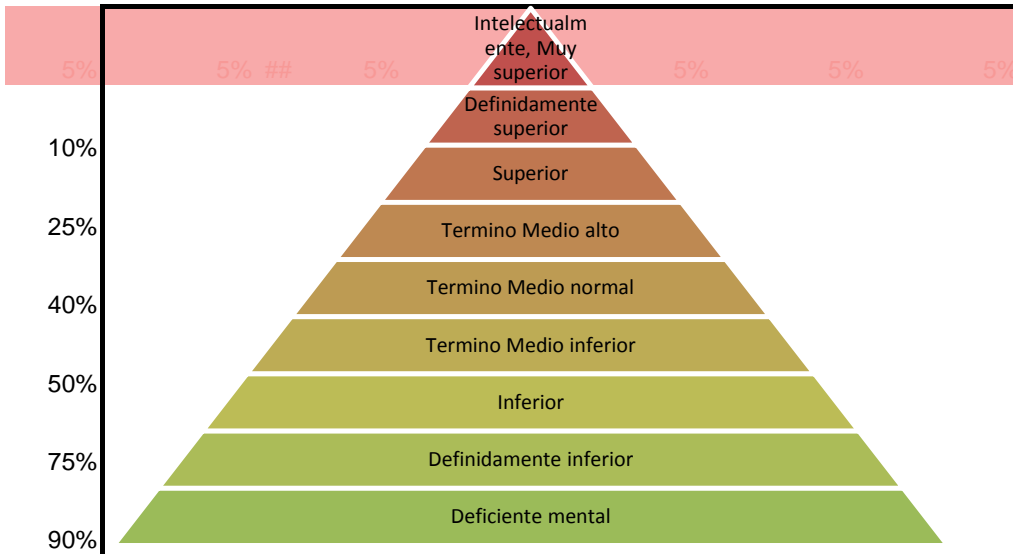 Intelectualm
ente, Muy
superior
5% 5% ## 5% 5% 5% 5%
Definidamente
superior
10%
Superior
25%
Termino Medio alto
Termino Medio normal
40%
Termino Medio inferior
50%
Inferior
75%
Definidamente inferior
Deficiente mental
90%